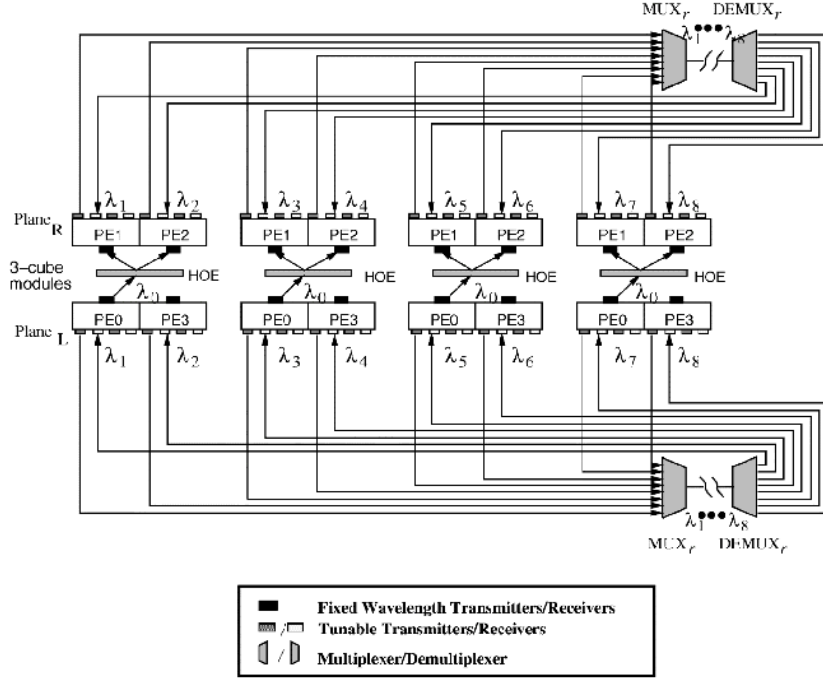 MUXr DEMUXr
λ1 λ8
λ1 λ2 λ3 λ4 λ5 λ6 λ7 λ8
PlaneR PE1 PE2 PE1 PE2 PE1 PE2 PE1 PE2
3-cube modules HOE HOE HOE HOE
λ0 λ0 λ0 λ0
PE0 PE3 PE0 PE3 PE0 PE3 PE0 PE3
PlaneL
λ1 λ2 λ3 λ4 λ5 λ6 λ7 λ8
λ1 λ8
MUXr DEMUXr
Fixed Wavelength Transmitters/Receivers
/ Tunable Transmitters/Receivers
/ Multiplexer/Demultiplexer